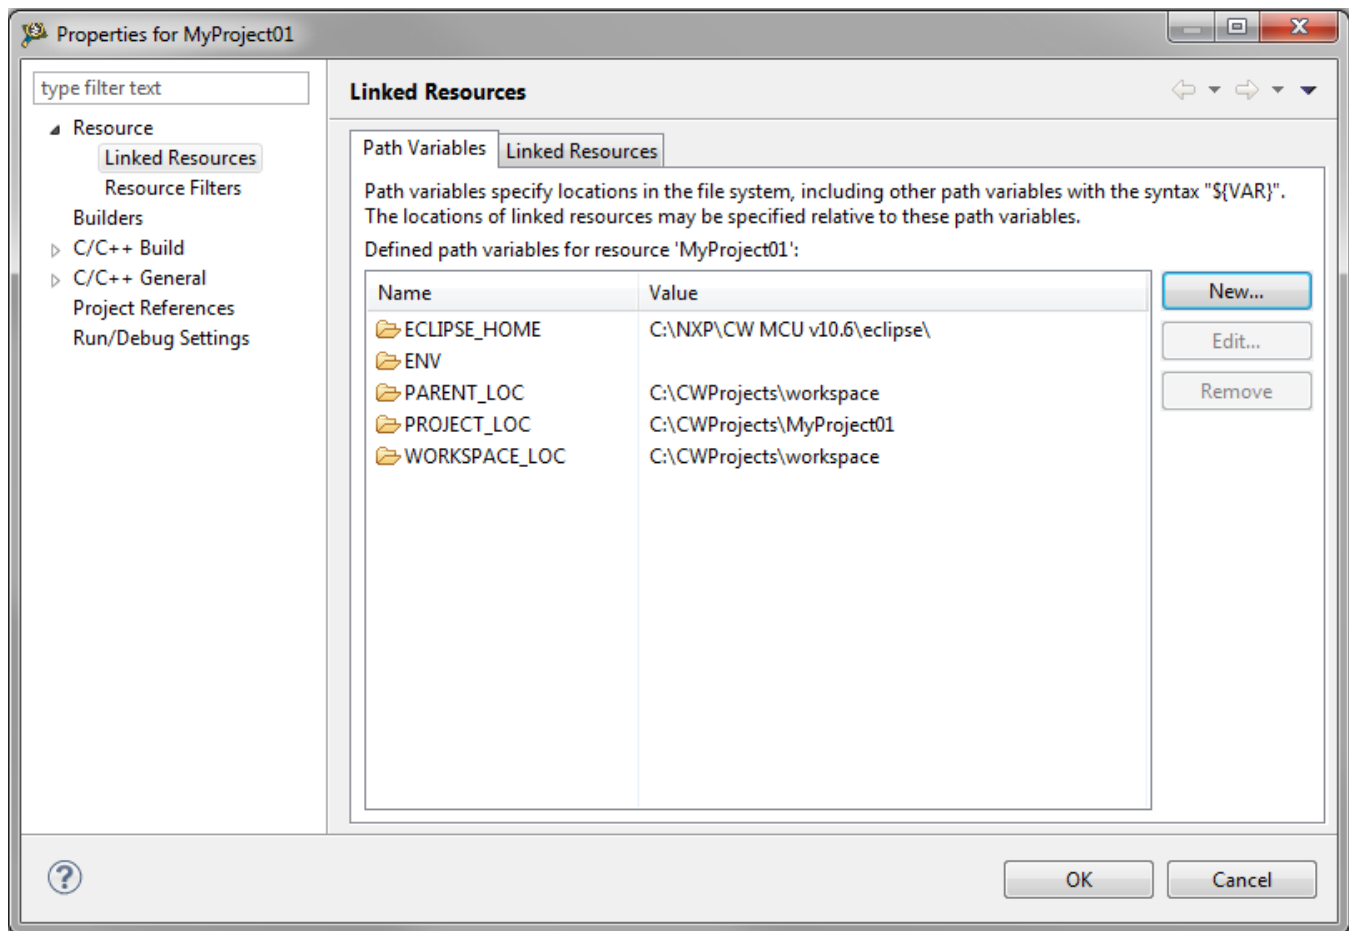 Properties for MyProject01
type filter text
Resource
Linked Resources
Resource Filters
Builders
C/C++ Build
C/C++ General
Project References
Run/Debug Settings
Linked Resources
Path Variables
Linked Resources
Path variables specify locations in the file system, including other path variables with the syntax "${VAR}".
The locations of linked resources may be specified relative to these path variables.
Defined path variables for resource 'MyProject01':
Name Value
ECLIPSE_HOME C:\NXP\CW MCU v10.6\eclipse\
ENV
PARENT_LOC C:\CWProjects\workspace
PROJECT_LOC C:\CWProjects\MyProject01
WORKSPACE_LOC C:\CWProjects\workspace
New...
Edit...
Remove
OK
Cancel